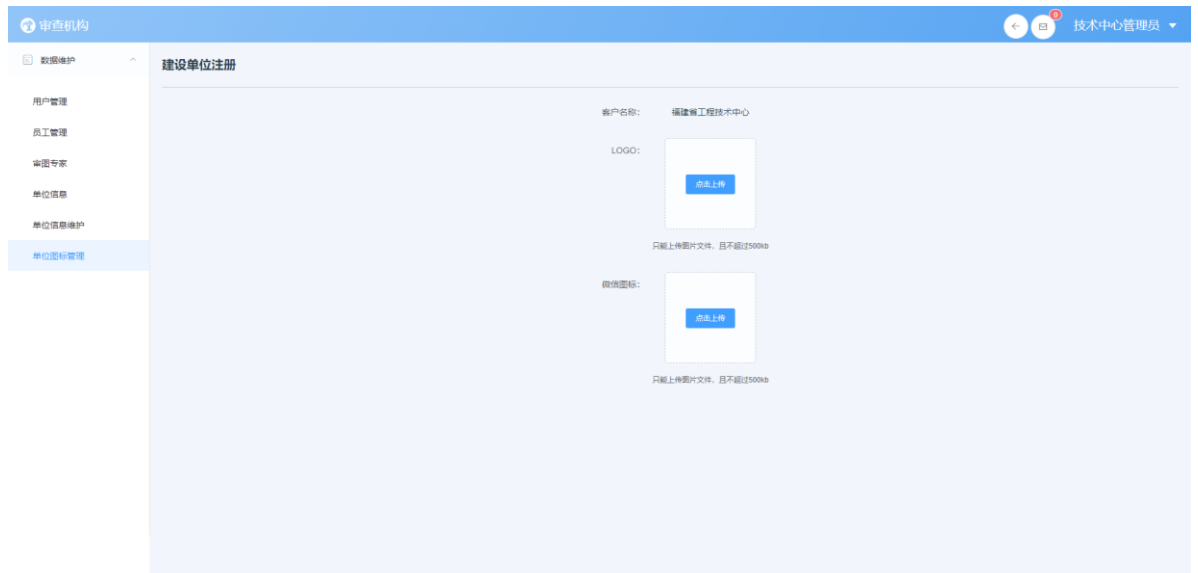 审查机构
0
技术中心管理员
数据维护
建设单位注册
用户管理
员工管理
审图专家
单位信息
单位信息维护
单位图标管理
客户名称：
福建省工程技术中心
LOGO：
点击上传
只能上传图片文件，且不超过500kb
微信图标：
点击上传
只能上传图片文件，且不超过500kb